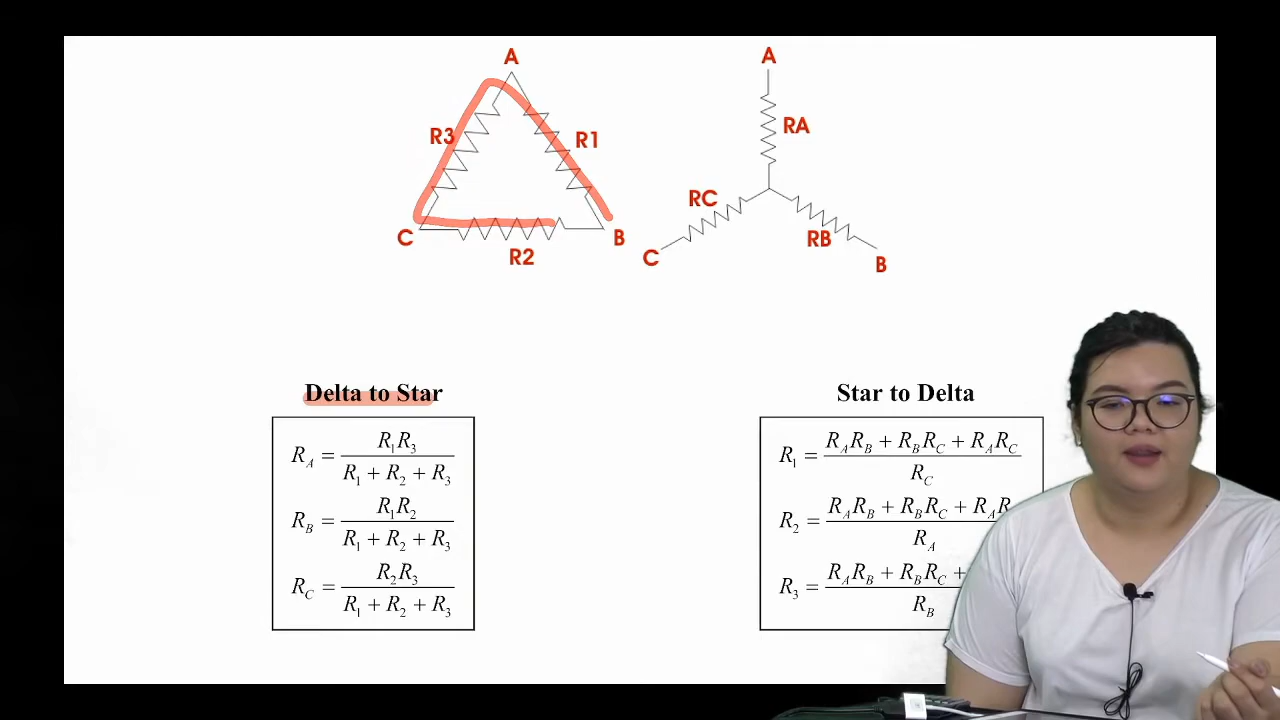 A
R3
R1
C
R2
B
A
RA
RC
RB
C
B
Delta to Star
R_A = R_1R_3 / (R_1 + R_2 + R_3)
R_B = R_1R_2 / (R_1 + R_2 + R_3)
R_C = R_2R_3 / (R_1 + R_2 + R_3)
Star to Delta
R_1 = (R_AR_B + R_BR_C + R_AR_C) / R_C
R_2 = (R_AR_B + R_BR_C + R_AR / R_A
R_3 = (R_AR_B + R_BR_C + / R_B